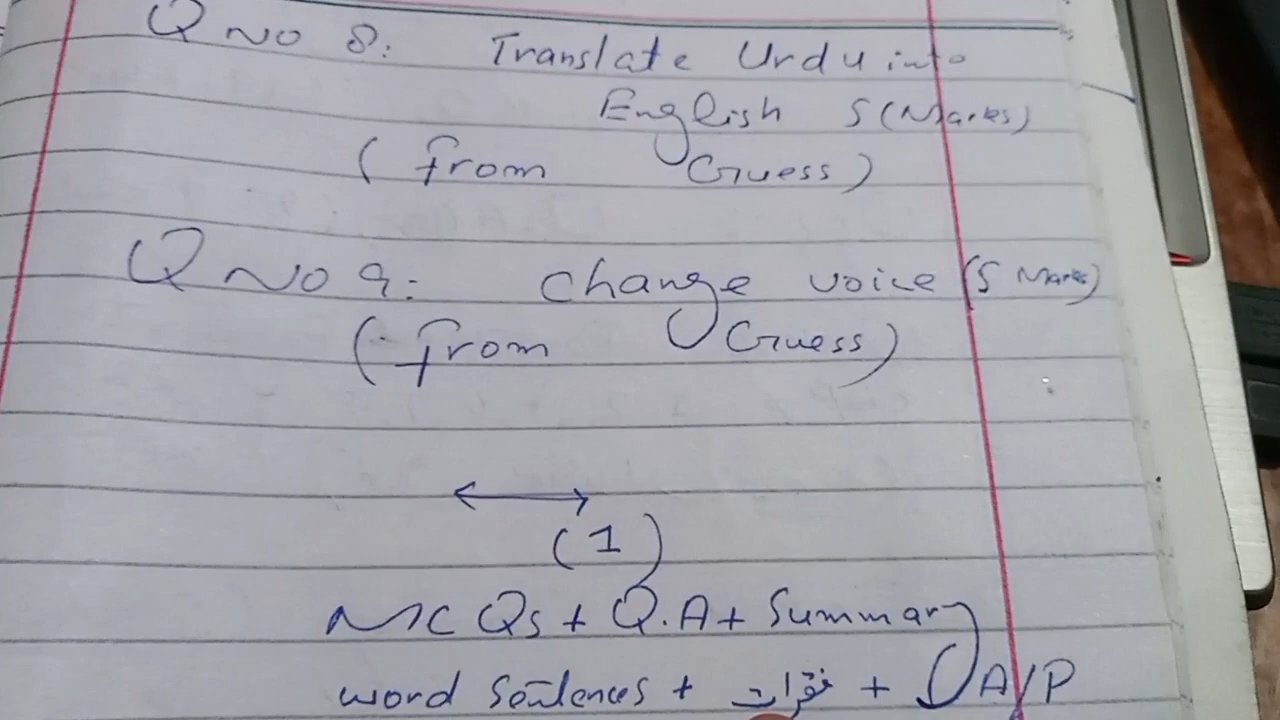 Q No 8: Translate Urdu into
English 5 (Marks)
(from Guess)
Q No 9: Change voice (5 Marks)
(from Guess)
(1)
MCQs + Q.A + Summary
word Sentences + فقرات + A/P